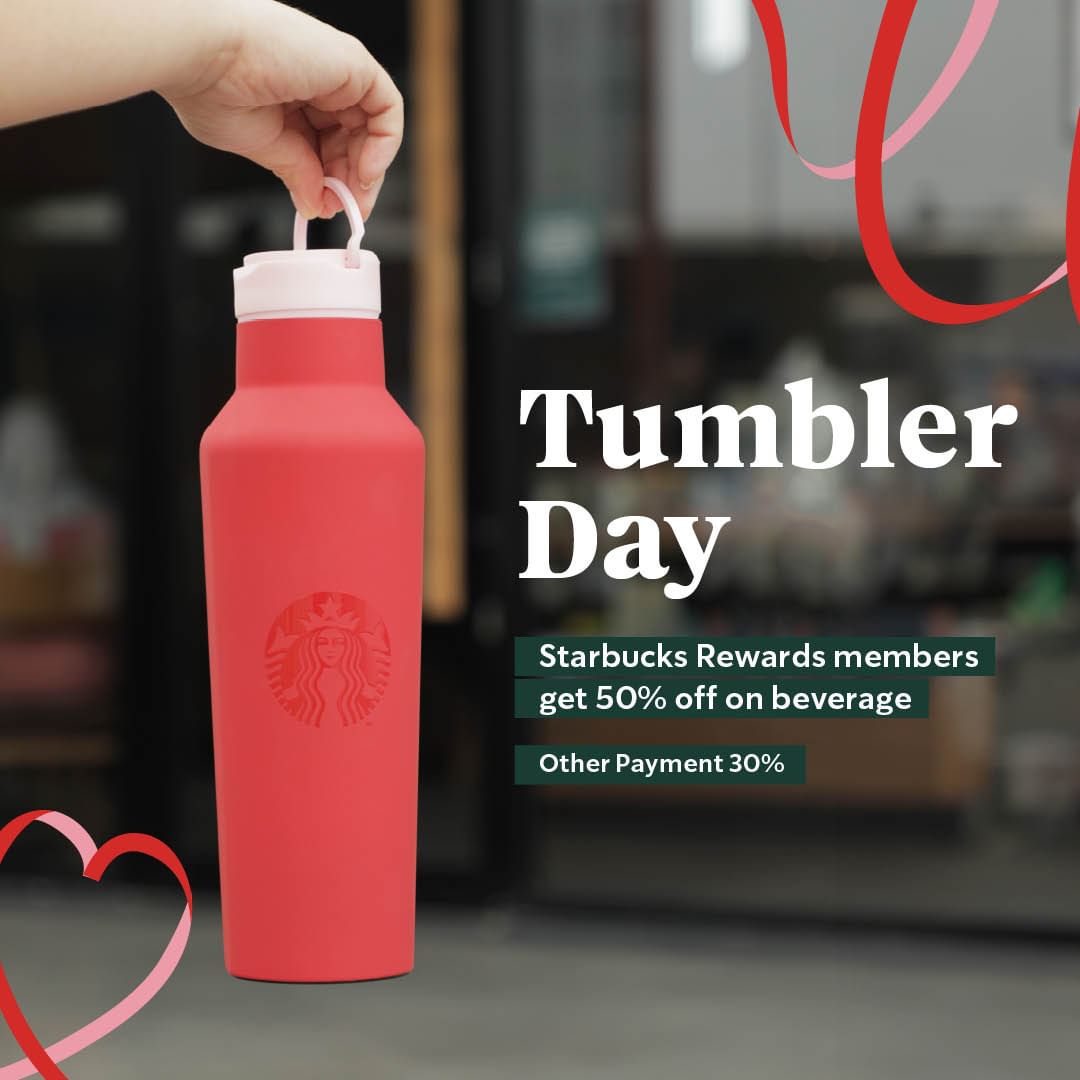 Tumbler
Day
Starbucks Rewards members
get 50% off on beverage
Other Payment 30%